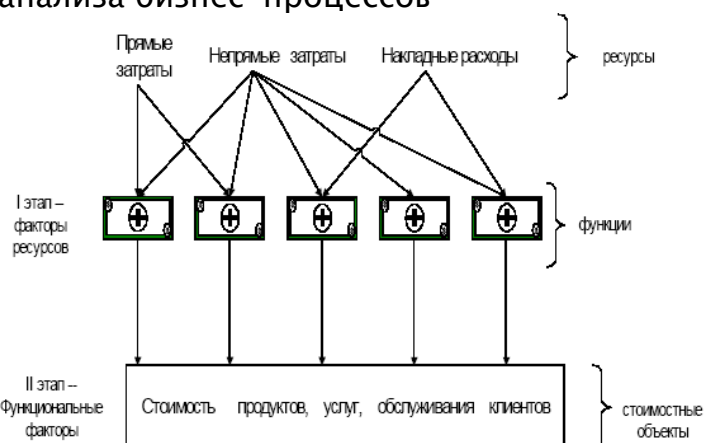 анализа бизнес-процессов
Прямые
затраты
Непрямые затраты
Накладные расходы
ресурсы
I этап –
факторы
ресурсов
функции
II этап –
Функциональные
факторы
Стоимость продуктов, услуг, обслуживания клиентов
стоимостные
объекты